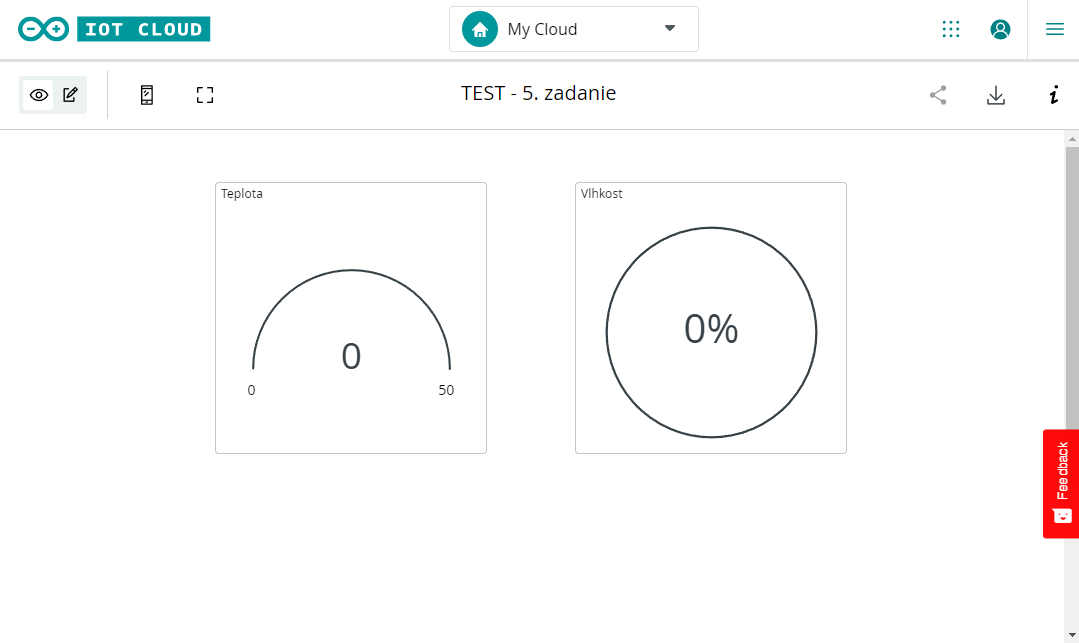 IOT CLOUD
My Cloud
TEST - 5. zadanie
i
Teplota
0
0 50
Vlhkost
0%
Feedback